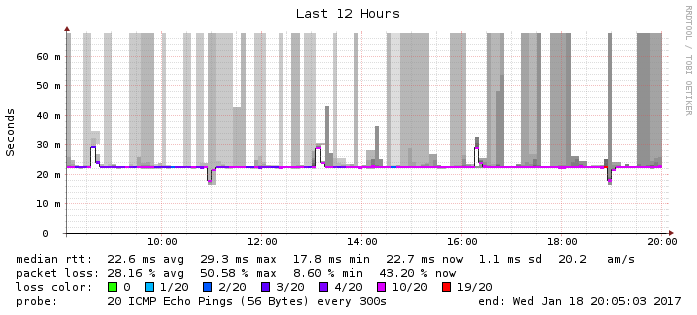 Last 12 Hours
RRDTOOL / TOBI OETIKER
Seconds
60 m
50 m
40 m
30 m
20 m
10 m
0
10:00 12:00 14:00 16:00 18:00 20:00
median rtt: 22.6 ms avg 29.3 ms max 17.8 ms min 22.7 ms now 1.1 ms sd 20.2 am/s
packet loss: 28.16 % avg 50.58 % max 8.60 % min 43.20 % now
loss color: 0 1/20 2/20 3/20 4/20 10/20 19/20
probe: 20 ICMP Echo Pings (56 Bytes) every 300s end: Wed Jan 18 20:05:03 2017